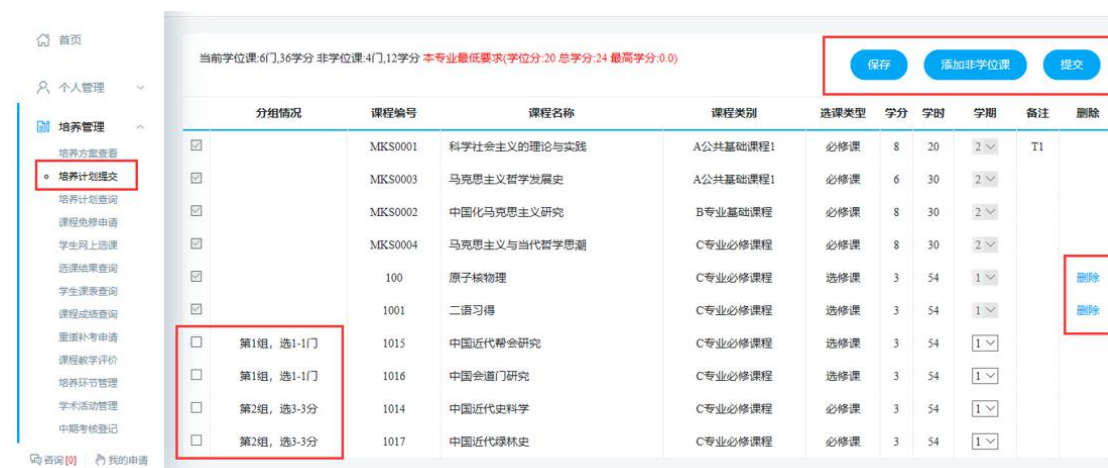 首页
个人管理
培养管理
培养方案查看
培养计划提交
培养计划查询
课程免修申请
学生网上选课
选课结果查询
学生课表查询
课程成绩查询
重缓补考申请
课程教学评价
培养环节管理
学术活动管理
中期考核登记
咨询[0] 我的申请
当前学位课:6门,36学分 非学位课:4门,12学分 本专业最低要求(学位分:20 总学分:24 最高学分:0.0)
保存 添加非学位课 提交
分组情况 课程编号 课程名称 课程类别 选课类型 学分 学时 学期 备注 删除
MKS0001 科学社会主义的理论与实践 A公共基础课程1 必修课 8 20 2 T1
MKS0003 马克思主义哲学发展史 A公共基础课程1 必修课 6 30 2
MKS0002 中国化马克思主义研究 B专业基础课程 必修课 8 30 2
MKS0004 马克思主义与当代哲学思潮 C专业必修课程 必修课 8 30 2
100 原子核物理 C专业必修课程 选修课 3 54 1 删除
1001 二语习得 C专业必修课程 选修课 3 54 1 删除
第1组，选1-1门 1015 中国近代帮会研究 C专业必修课程 选修课 3 54 1
第1组，选1-1门 1016 中国会道门研究 C专业必修课程 选修课 3 54 1
第2组，选3-3分 1014 中国近代史料学 C专业必修课程 必修课 3 54 1
第2组，选3-3分 1017 中国近代绿林史 C专业必修课程 必修课 3 54 1